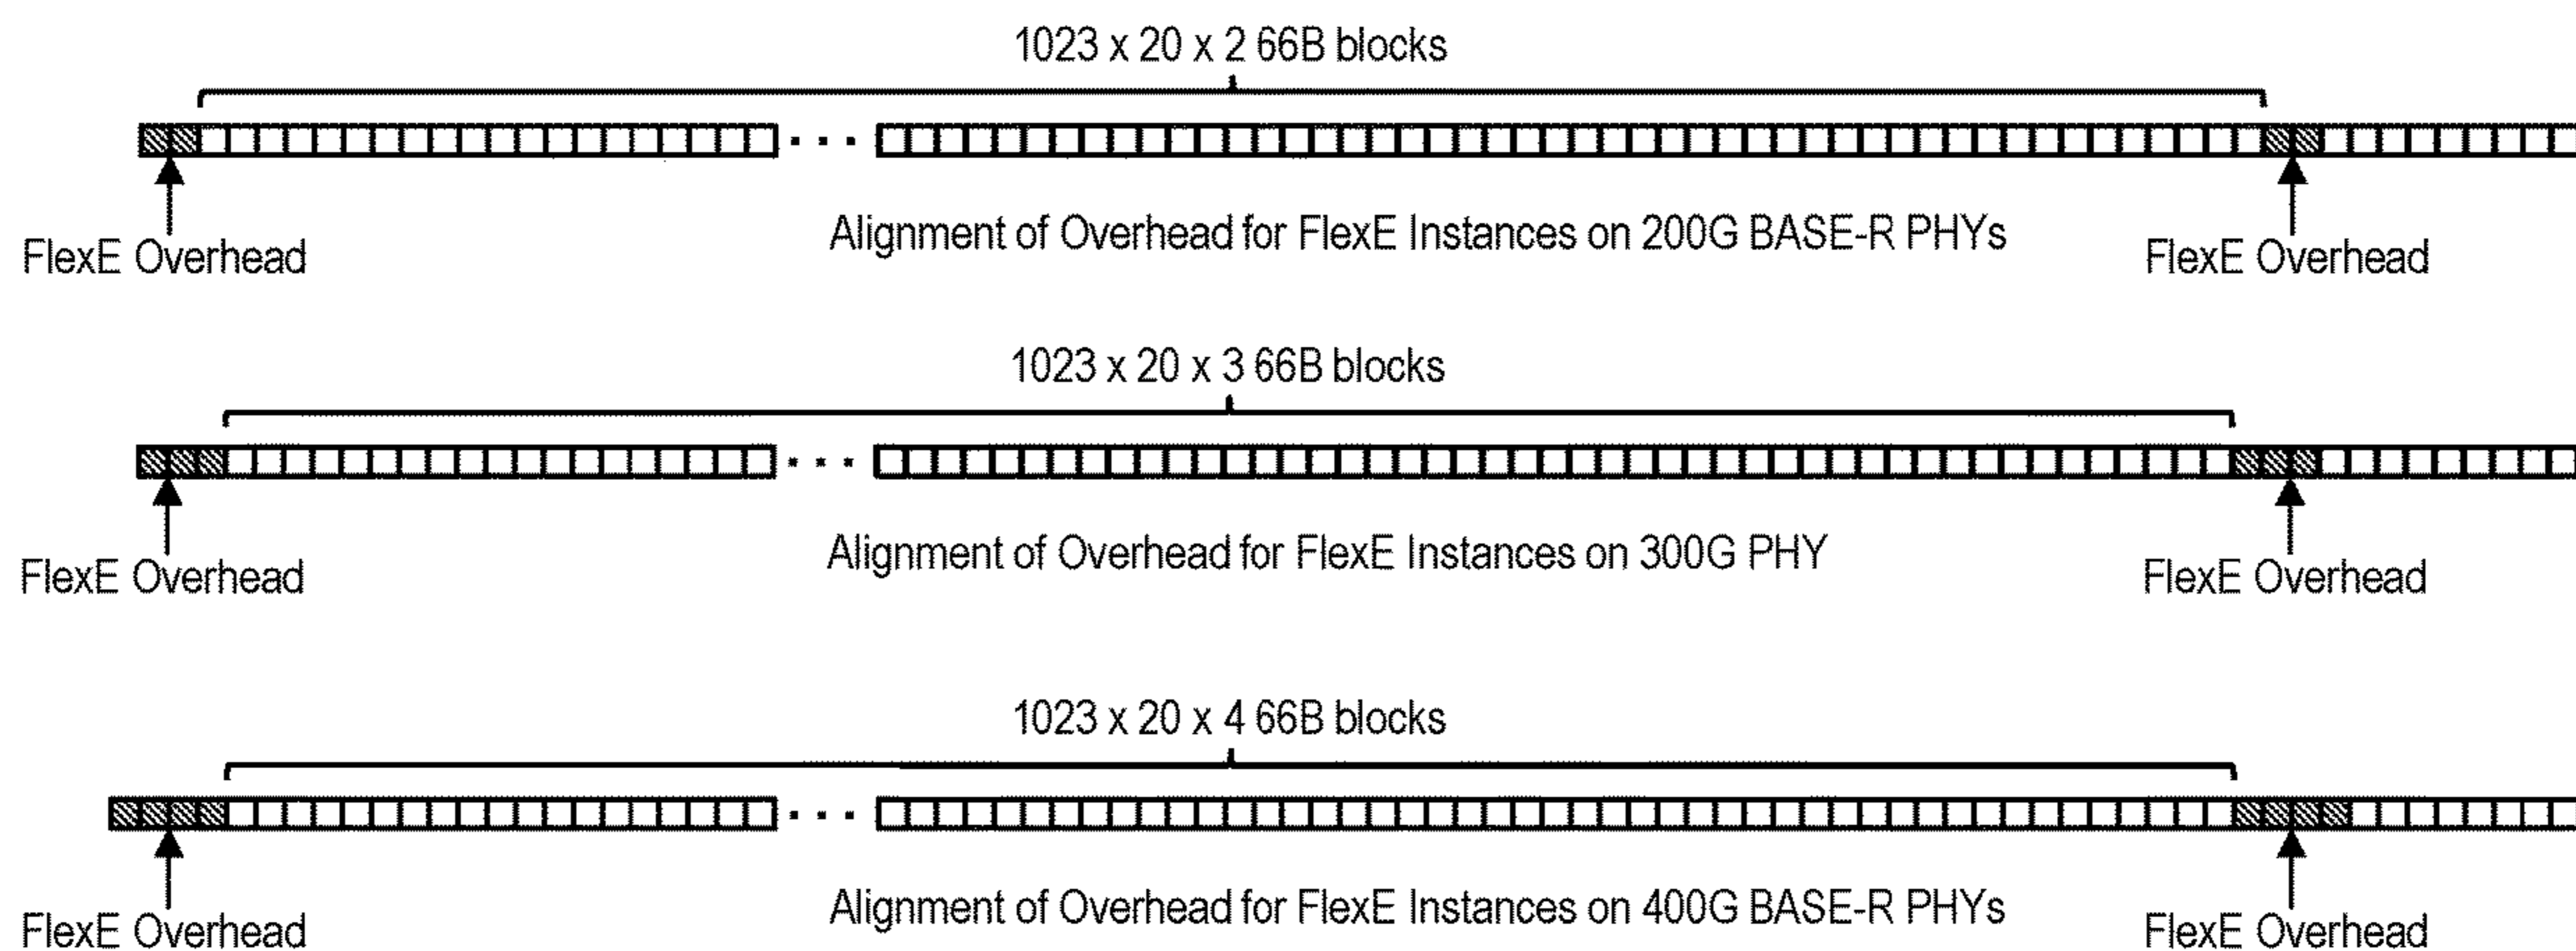 1023 x 20 x 2 66B blocks
Alignment of Overhead for FlexE Instances on 200G BASE-R PHYs
FlexE Overhead
FlexE Overhead
1023 x 20 x 3 66B blocks
Alignment of Overhead for FlexE Instances on 300G PHY
FlexE Overhead
FlexE Overhead
1023 x 20 x 4 66B blocks
Alignment of Overhead for FlexE Instances on 400G BASE-R PHYs
FlexE Overhead
FlexE Overhead